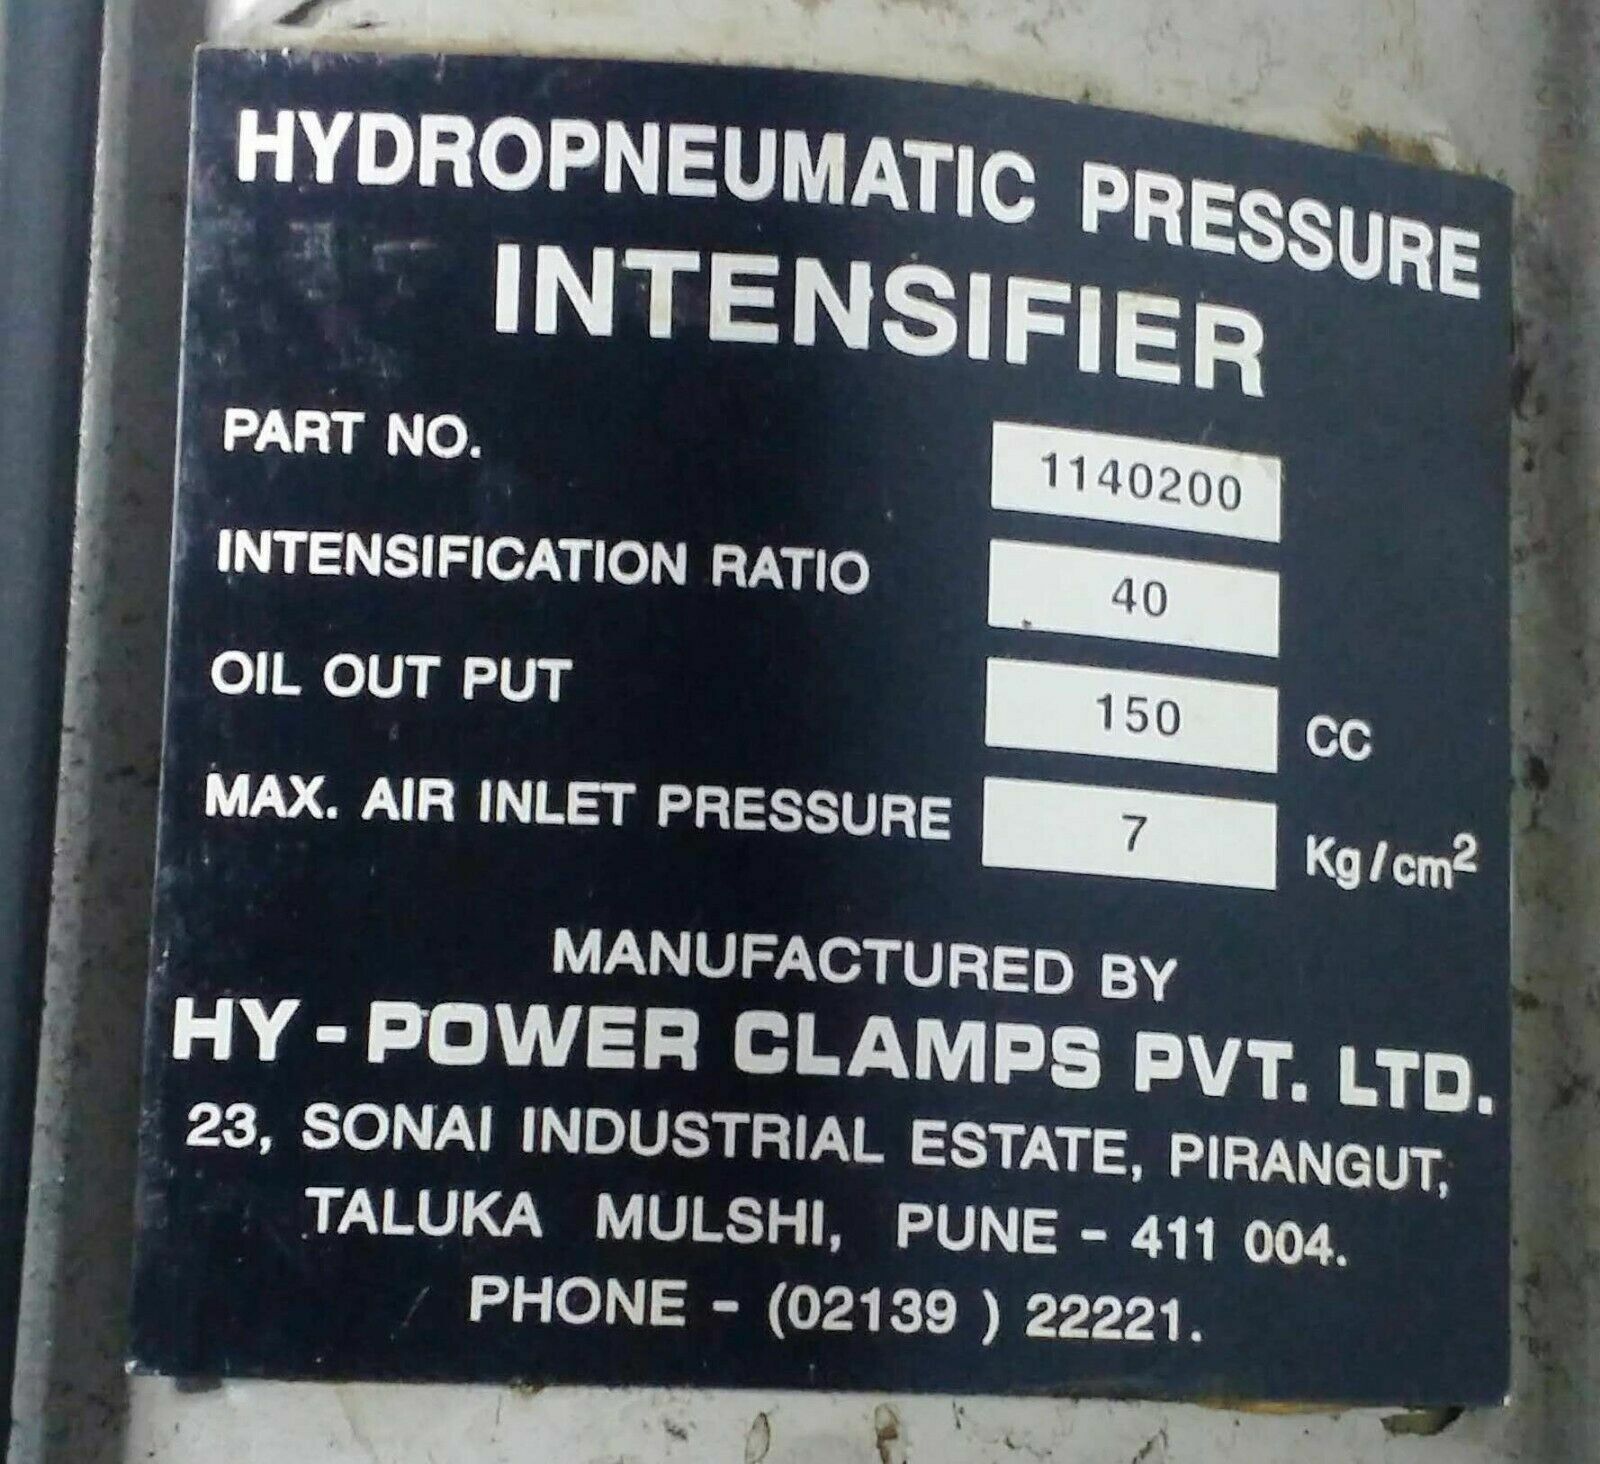 HYDROPNEUMATIC PRESSURE
INTENSIFIER
PART NO. 1140200
INTENSIFICATION RATIO 40
OIL OUT PUT 150 CC
MAX. AIR INLET PRESSURE 7 Kg/cm²
MANUFACTURED BY
HY - POWER CLAMPS PVT. LTD.
23, SONAI INDUSTRIAL ESTATE, PIRANGUT,
TALUKA MULSHI, PUNE - 411 004.
PHONE - (02139 ) 22221.